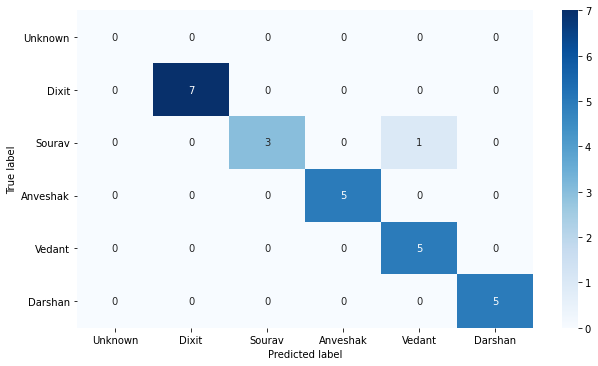 Unknown 0 0 0 0 0 0
Dixit 0 7 0 0 0 0
Sourav 0 0 3 0 1 0
Anveshak 0 0 0 5 0 0
Vedant 0 0 0 0 5 0
Darshan 0 0 0 0 0 5
Unknown Dixit Sourav Anveshak Vedant Darshan
Predicted label
True label
7
6
5
4
3
2
1
0